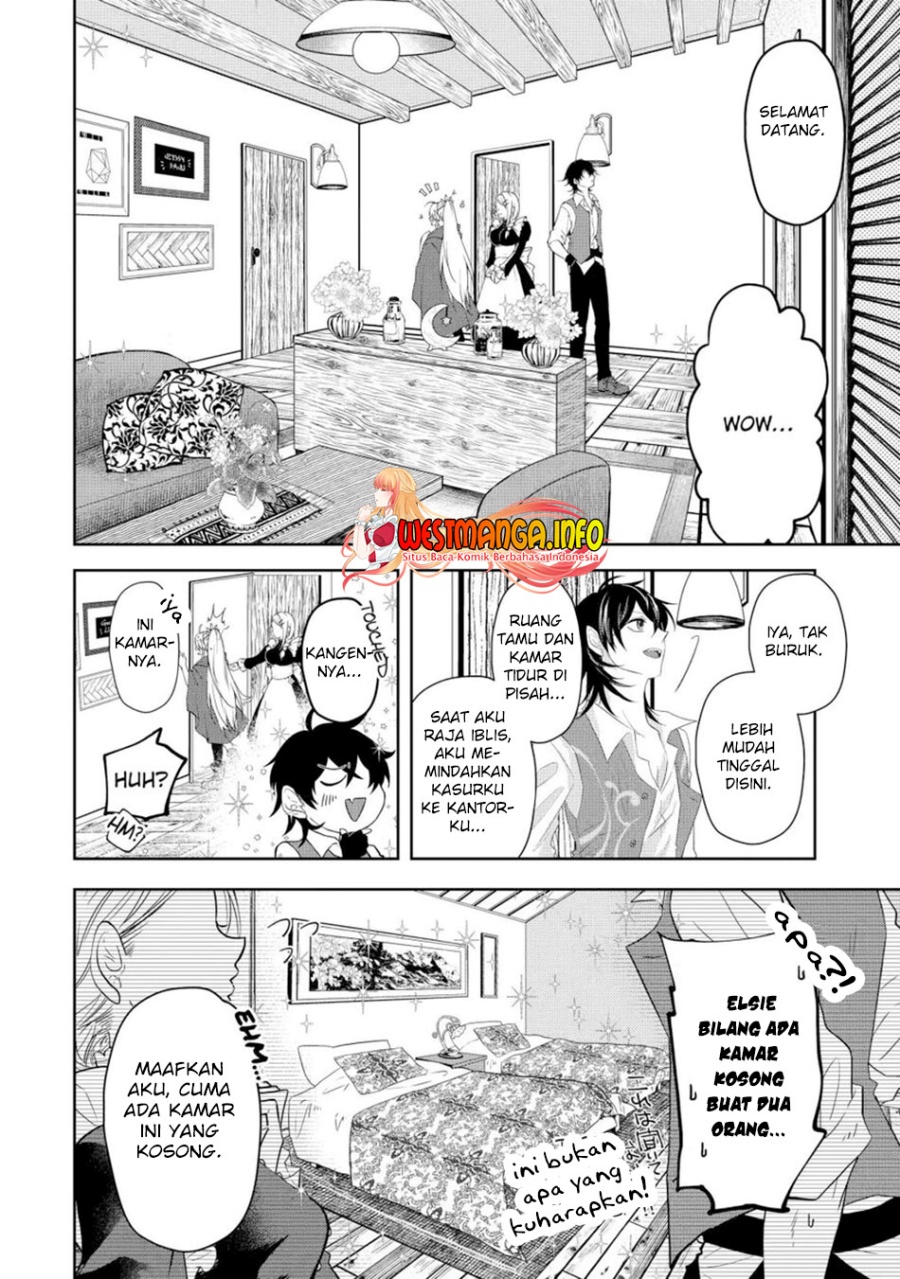 SELAMAT
DATANG.
WOW...
WESTMANGA.INFO
Situs Baca Komik Berbahasa Indonesia
IYA, TAK
BURUK.
LEBIH
MUDAH
TINGGAL
DISINI.
RUANG
TAMU DAN
KAMAR
TIDUR DI
PISAH...
SAAT AKU
RAJA IBLIS,
AKU ME-
MINDAHKAN
KASURKU
KE KANTOR-
KU...
TOUCHED
KANGEN-
NYA...
iya
INI
KAMAR-
NYA.
HUH?
HM?
apa?!
ELSIE
BILANG ADA
KAMAR
KOSONG
BUAT DUA
ORANG...
ini bukan
apa yang
kuharapkan!
EHM...
MAAFKAN
AKU, CUMA
ADA KAMAR
INI YANG
KOSONG.